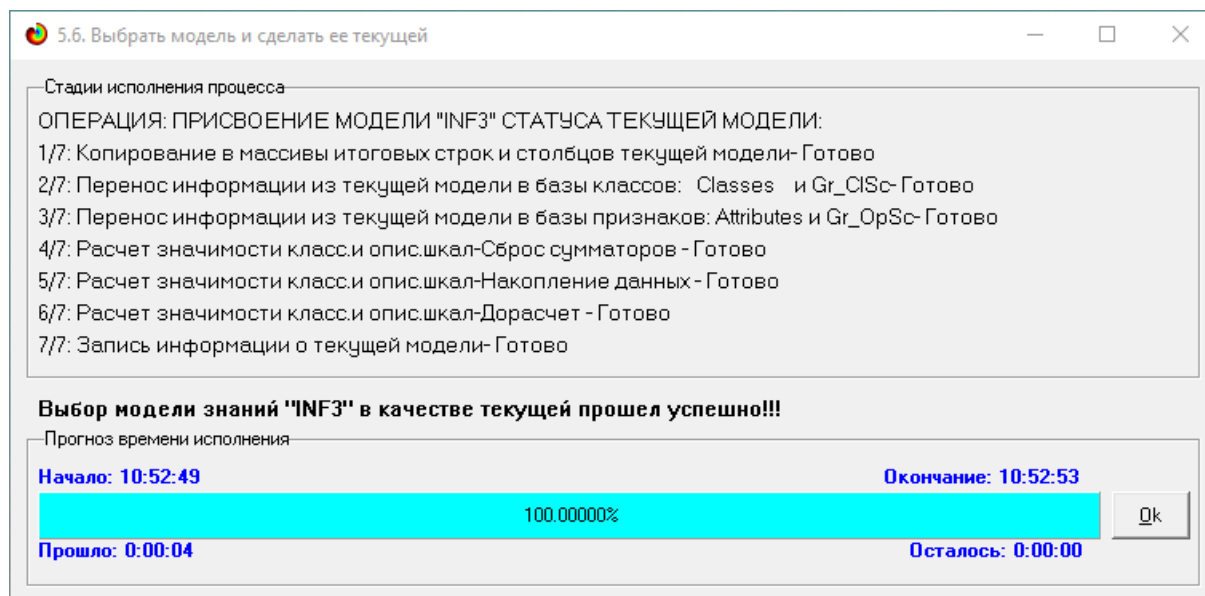 5.6. Выбрать модель и сделать ее текущей
Стадии исполнения процесса
ОПЕРАЦИЯ: ПРИСВОЕНИЕ МОДЕЛИ "INF3" СТАТУСА ТЕКУЩЕЙ МОДЕЛИ:
1/7: Копирование в массивы итоговых строк и столбцов текущей модели- Готово
2/7: Перенос информации из текущей модели в базы классов: Classes и Gr_ClSc- Готово
3/7: Перенос информации из текущей модели в базы признаков: Attributes и Gr_OpSc- Готово
4/7: Расчет значимости класс.и опис.шкал-Сброс сумматоров - Готово
5/7: Расчет значимости класс.и опис.шкал-Накопление данных - Готово
6/7: Расчет значимости класс.и опис.шкал-Дорасчет - Готово
7/7: Запись информации о текущей модели- Готово
Выбор модели знаний "INF3" в качестве текущей прошел успешно!!!
Прогноз времени исполнения
Начало: 10:52:49 Окончание: 10:52:53
100.00000% Ok
Прошло: 0:00:04 Осталось: 0:00:00